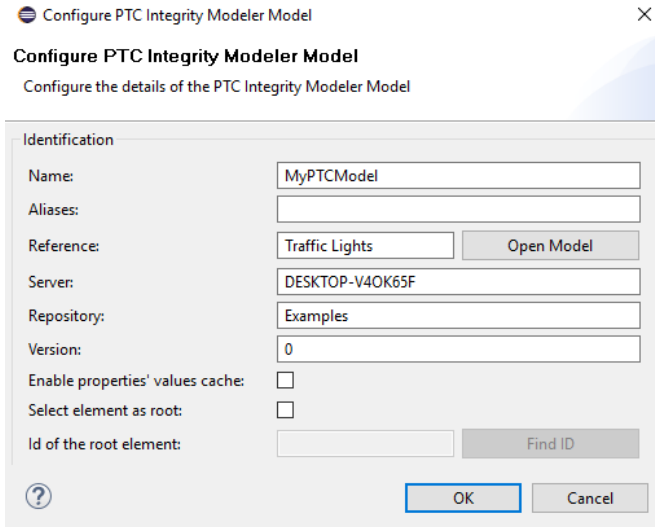 Configure PTC Integrity Modeler Model
Configure PTC Integrity Modeler Model
Configure the details of the PTC Integrity Modeler Model
Identification
Name: MyPTCModel
Aliases:
Reference: Traffic Lights Open Model
Server: DESKTOP-V4OK65F
Repository: Examples
Version: 0
Enable properties' values cache:
Select element as root:
Id of the root element: Find ID
? OK Cancel